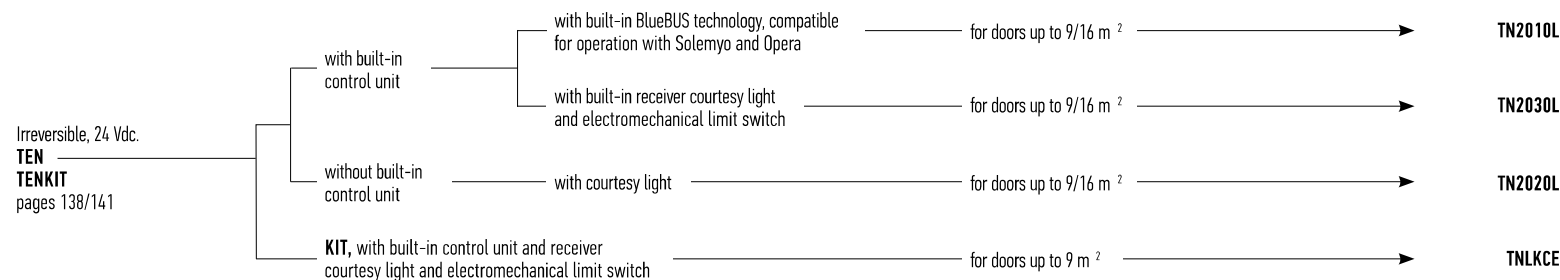 Irreversible, 24 Vdc.
TEN
TENKIT
pages 138/141
with built-in
control unit
with built-in BlueBUS technology, compatible
for operation with Solemyo and Opera
for doors up to 9/16 m ²
TN2010L
with built-in receiver courtesy light
and electromechanical limit switch
for doors up to 9/16 m ²
TN2030L
without built-in
control unit
with courtesy light
for doors up to 9/16 m ²
TN2020L
KIT, with built-in control unit and receiver
courtesy light and electromechanical limit switch
for doors up to 9 m ²
TNLKCE